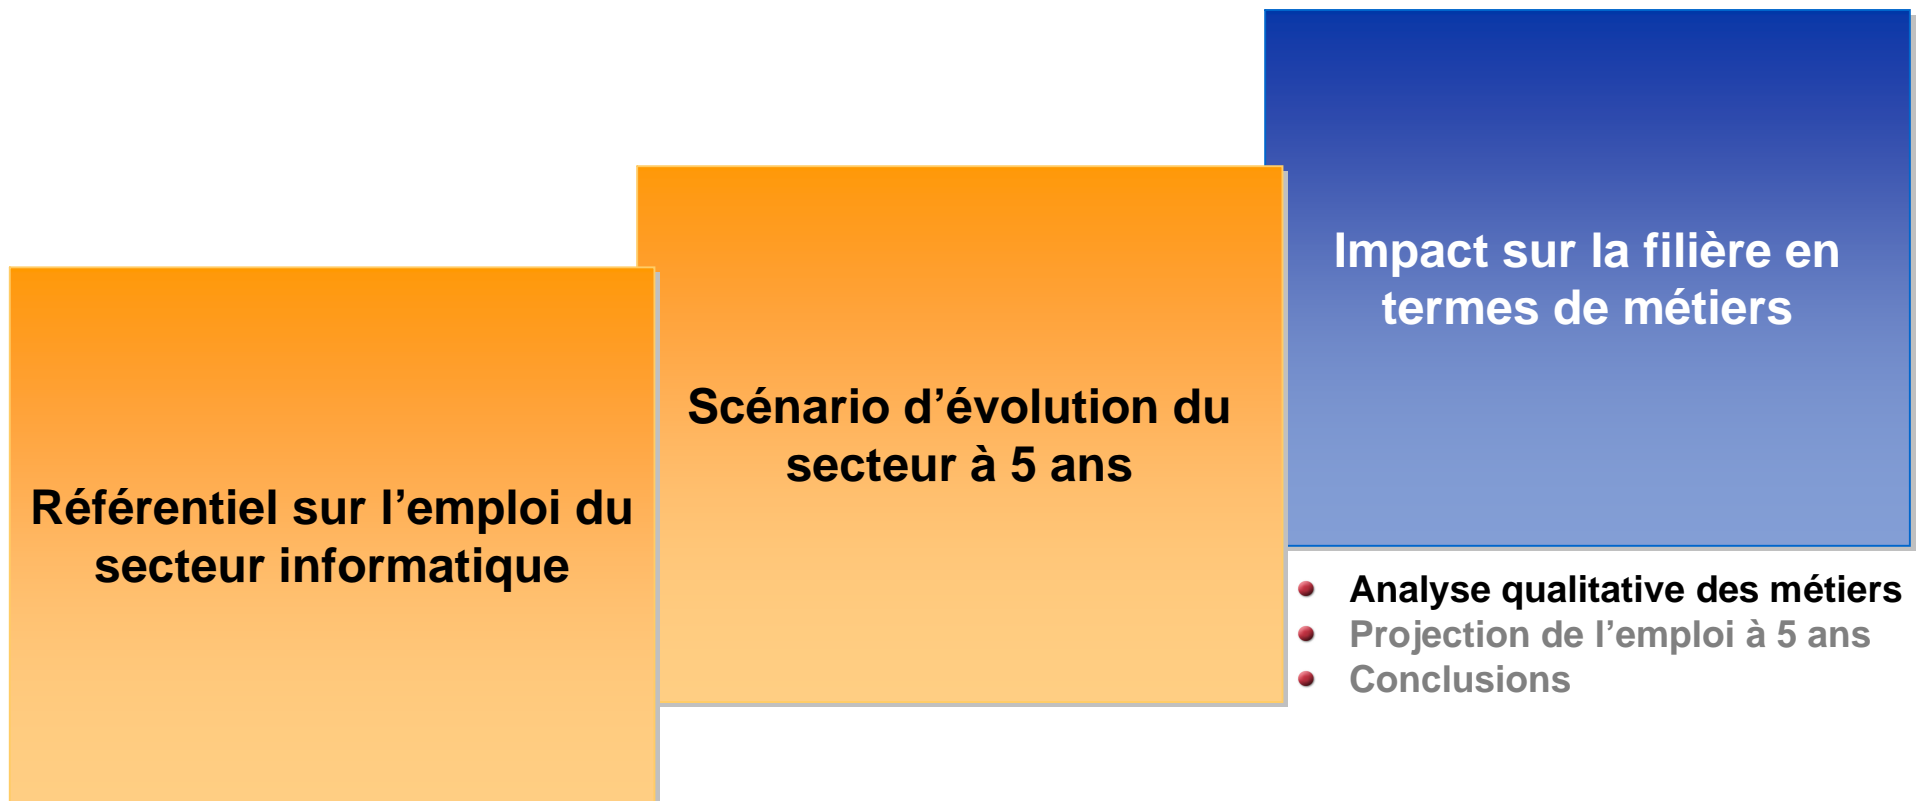 Référentiel sur l’emploi du
secteur informatique
Scénario d’évolution du
secteur à 5 ans
Impact sur la filière en
termes de métiers
Analyse qualitative des métiers
Projection de l’emploi à 5 ans
Conclusions